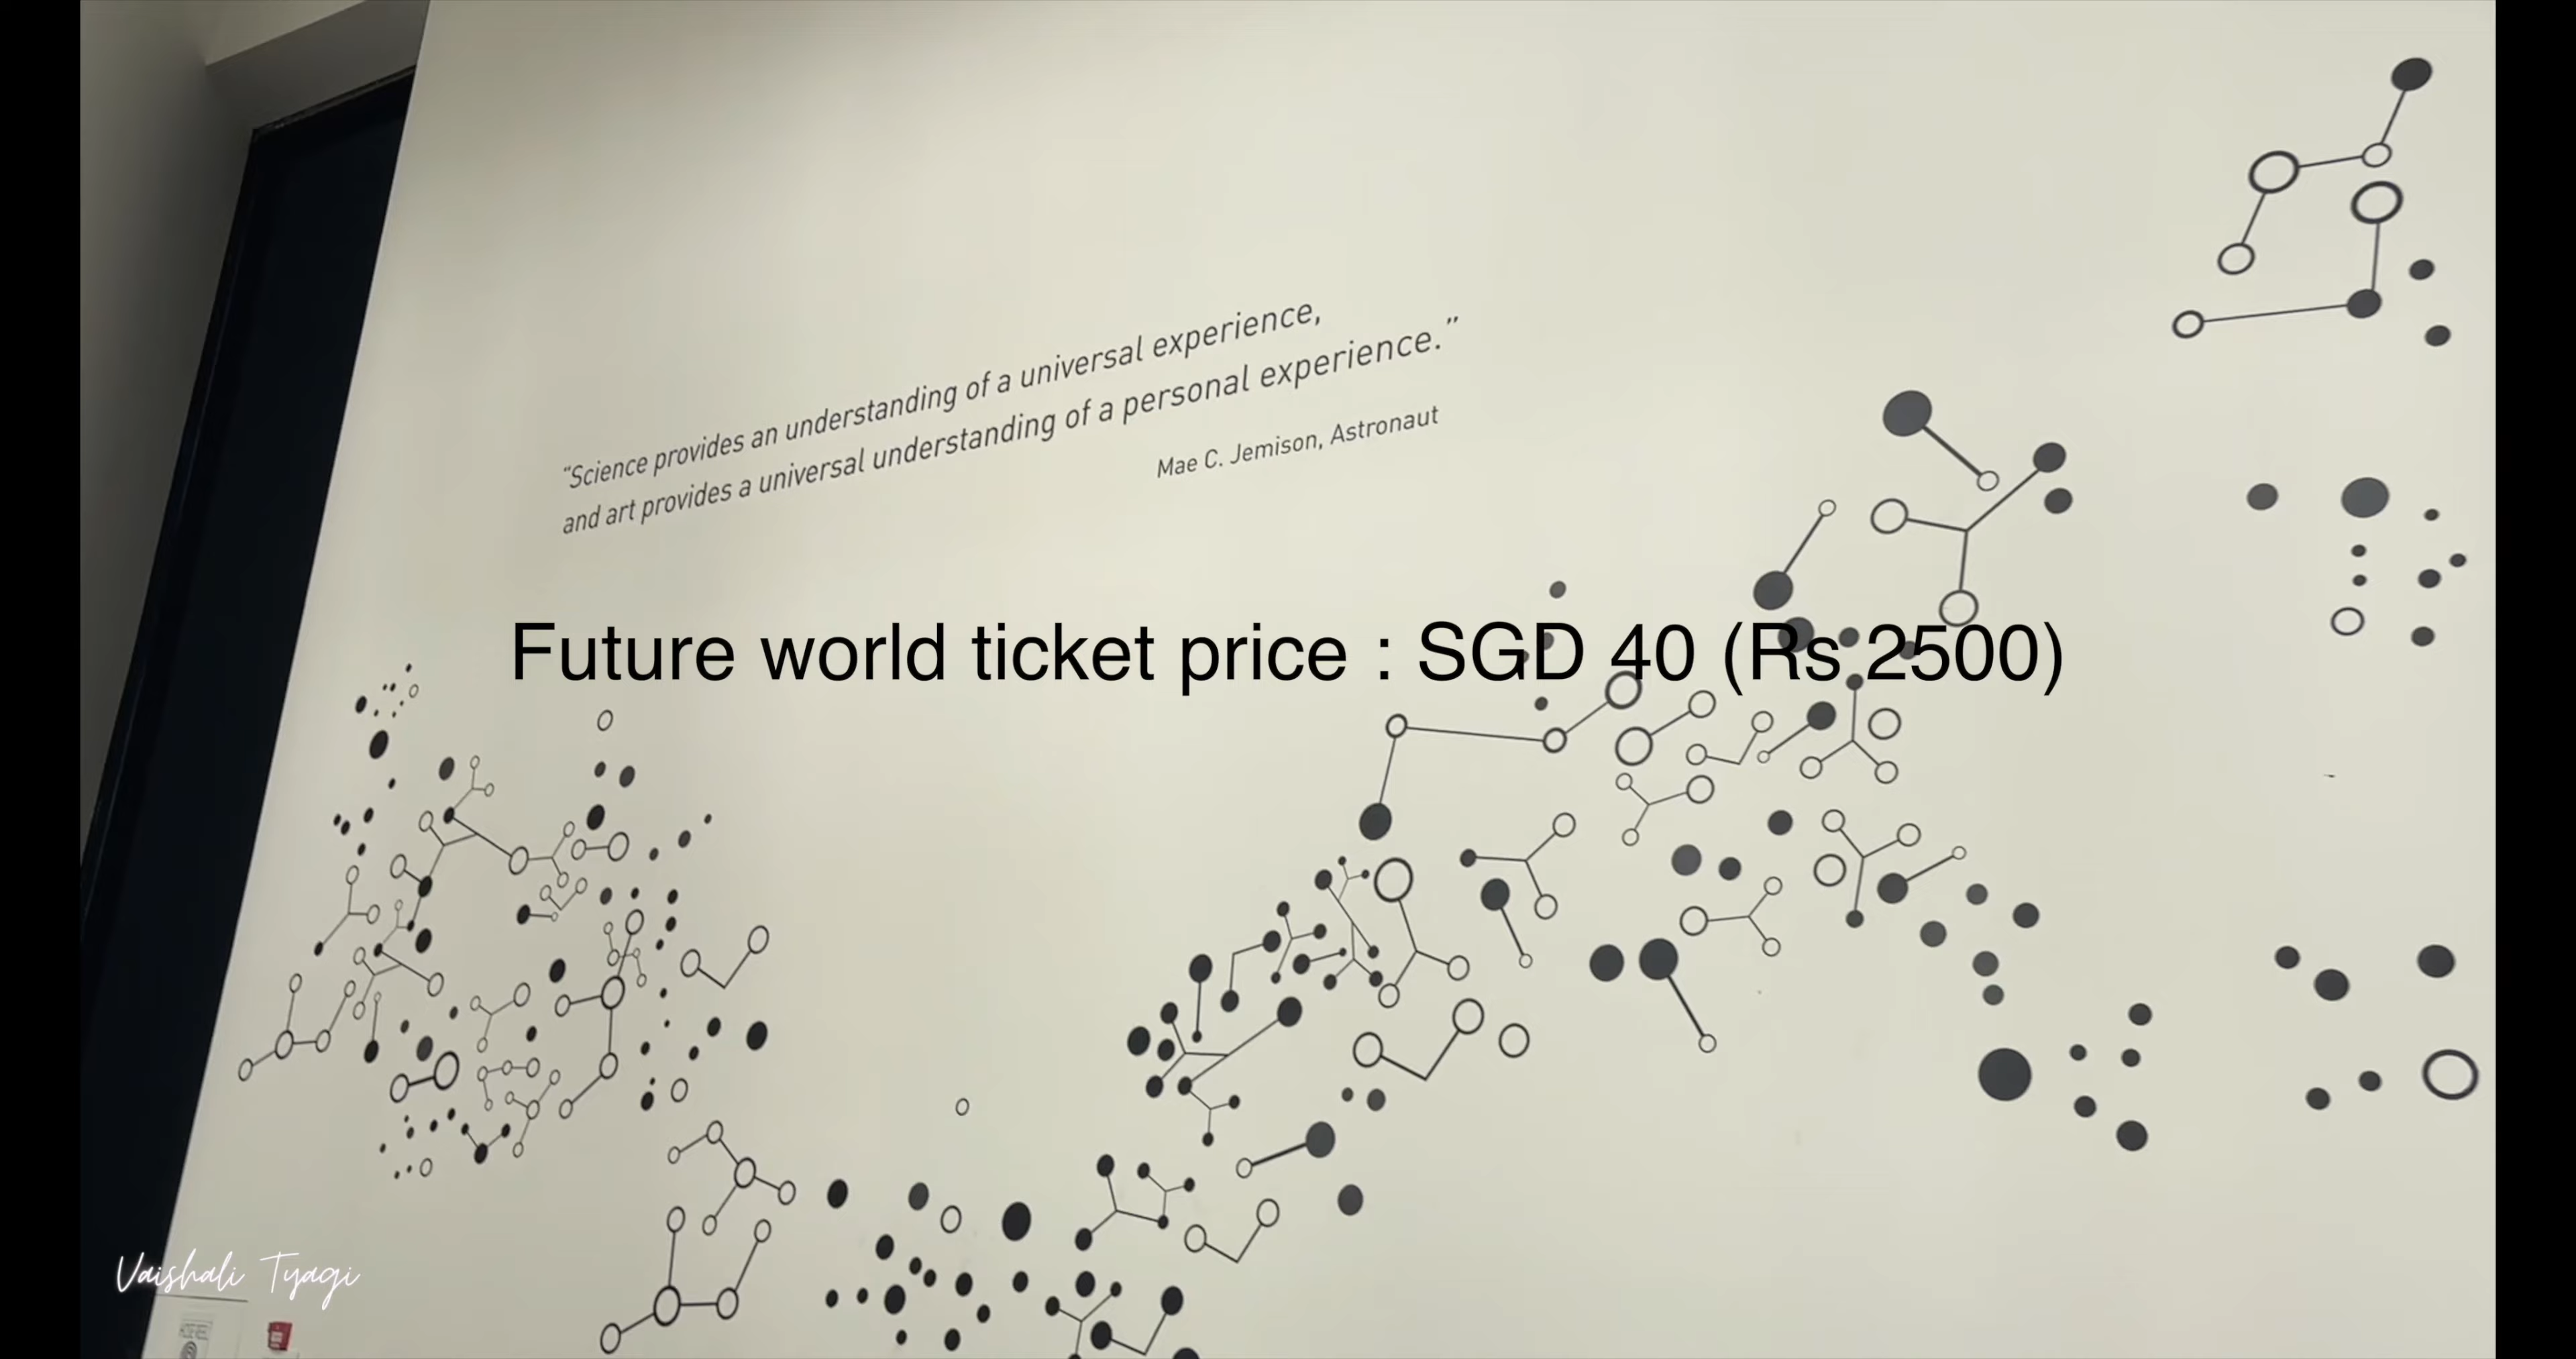 “Science provides an understanding of a universal experience,
and art provides a universal understanding of a personal experience.”
Mae C. Jemison, Astronaut
Future world ticket price : SGD 40 (Rs 2500)
Vaishali Tyagi